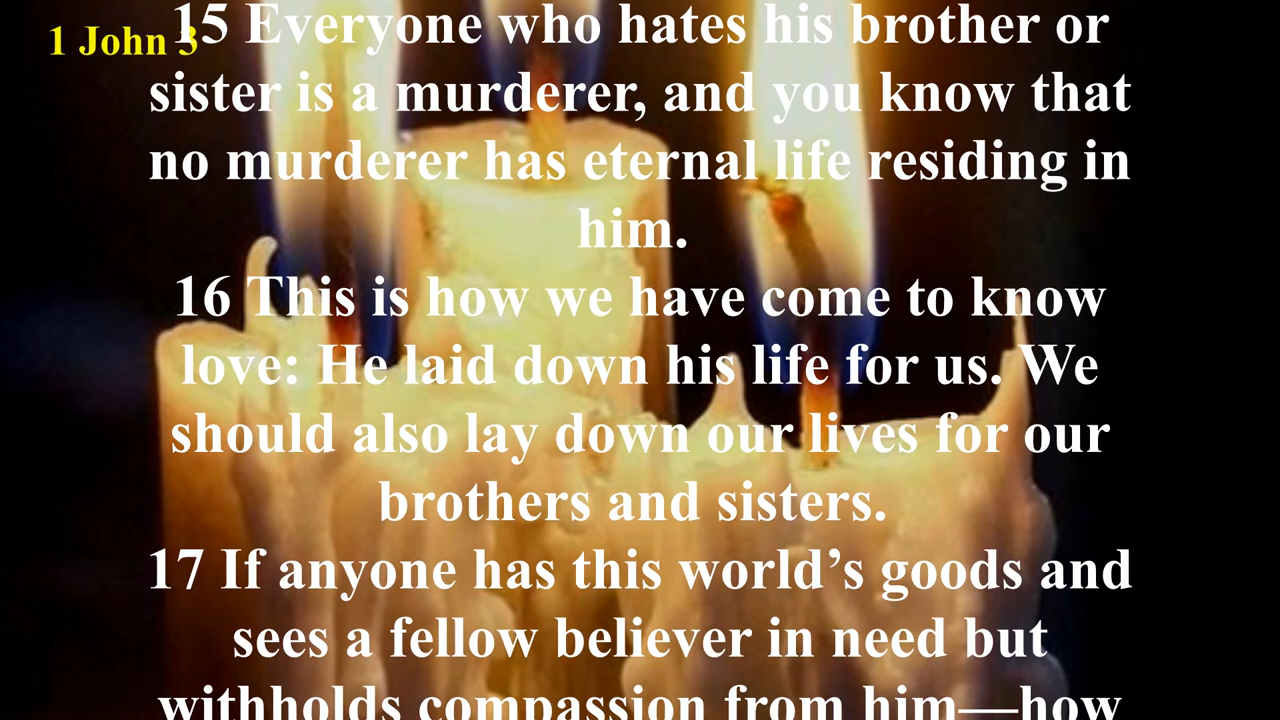 1 John 3
15 Everyone who hates his brother or
sister is a murderer, and you know that
no murderer has eternal life residing in
him.
16 This is how we have come to know
love: He laid down his life for us. We
should also lay down our lives for our
brothers and sisters.
17 If anyone has this world’s goods and
sees a fellow believer in need but
withholds compassion from him—how